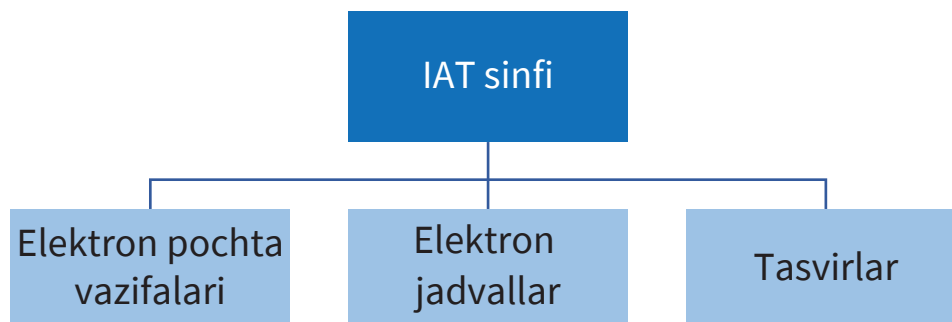 IAT sinfi
Elektron pochta
vazifalari
Elektron
jadvallar
Tasvirlar